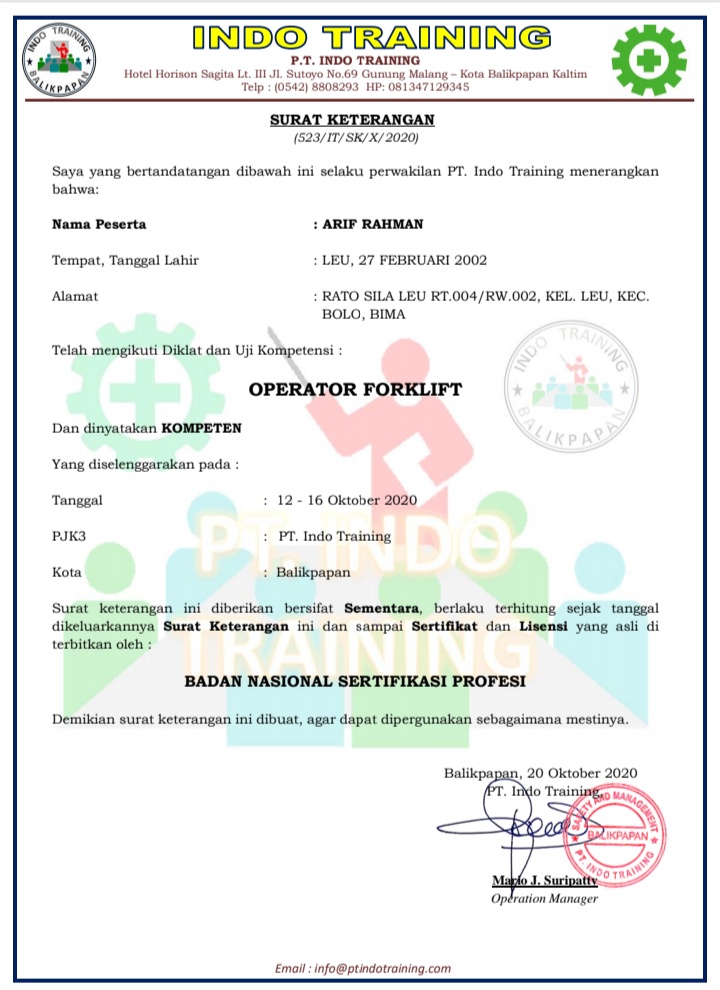 INDO TRAINING
P.T. INDO TRAINING
Hotel Horison Sagita Lt. III Jl. Sutoyo No.69 Gunung Malang – Kota Balikpapan Kaltim
Telp : (0542) 8808293 HP: 081347129345
INDO TRAINING
BALIKPAPAN
SURAT KETERANGAN
(523/IT/SK/X/2020)
Saya yang bertandatangan dibawah ini selaku perwakilan PT. Indo Training menerangkan
bahwa:
Nama Peserta : ARIF RAHMAN
Tempat, Tanggal Lahir : LEU, 27 FEBRUARI 2002
Alamat : RATO SILA LEU RT.004/RW.002, KEL. LEU, KEC.
BOLO, BIMA
Telah mengikuti Diklat dan Uji Kompetensi :
INDO TRAINING
BALIKPAPAN
OPERATOR FORKLIFT
Dan dinyatakan KOMPETEN
Yang diselenggarakan pada :
Tanggal : 12 - 16 Oktober 2020
PJK3 : PT. Indo Training
Kota : Balikpapan
PT. INDO
TRAINING
Surat keterangan ini diberikan bersifat Sementara, berlaku terhitung sejak tanggal
dikeluarkannya Surat Keterangan ini dan sampai Sertifikat dan Lisensi yang asli di
terbitkan oleh :
BADAN NASIONAL SERTIFIKASI PROFESI
Demikian surat keterangan ini dibuat, agar dapat dipergunakan sebagaimana mestinya.
Balikpapan, 20 Oktober 2020
PT. Indo Training,
SAFETY AND MANAGEMENT
BALIKPAPAN
PT. INDO TRAINING
Mario J. Suripatty
Operation Manager
Email : info@ptindotraining.com